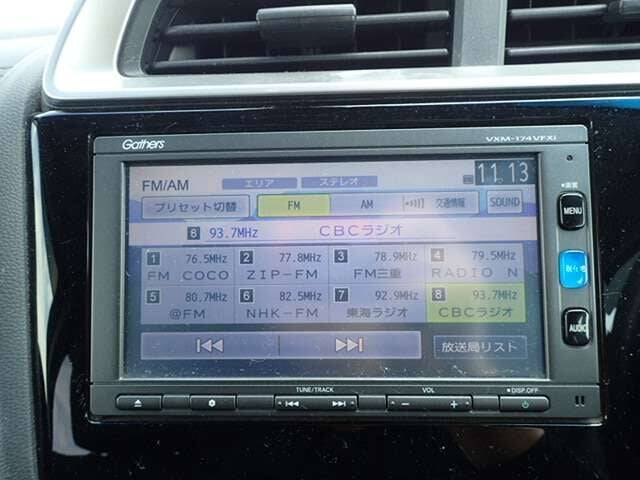 Gathers
VXM-174VFXi
FM/AM エリア ステレオ 11:13
プリセット切替 FM AM 交通情報 SOUND
8 93.7MHz CBCラジオ
1 76.5MHz 2 77.8MHz 3 78.9MHz 4 79.5MHz
FM COCO ZIP-FM FM三重 RADIO N
5 80.7MHz 6 82.5MHz 7 92.9MHz 8 93.7MHz
@FM NHK-FM 東海ラジオ CBCラジオ
放送局リスト
MENU
現在地
AUDIO
TUNE/TRACK VOL DISP.OFF
- +